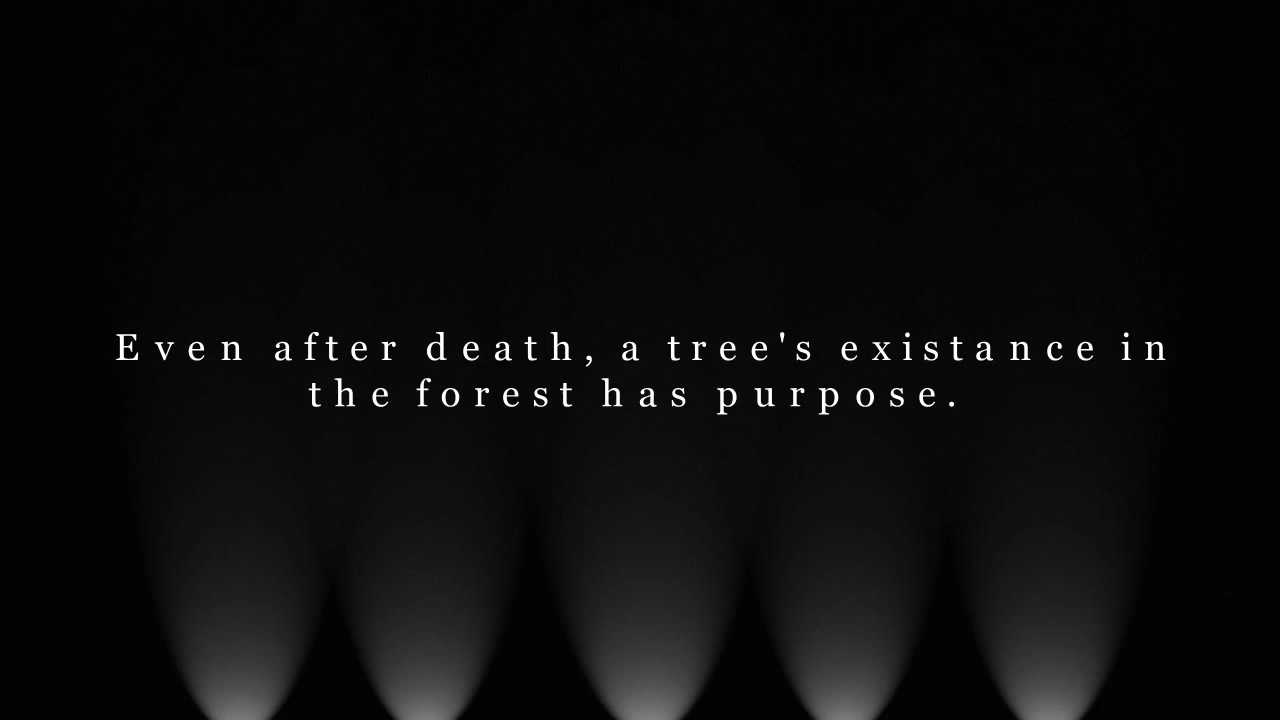 Even after death, a tree's existance in
the forest has purpose.